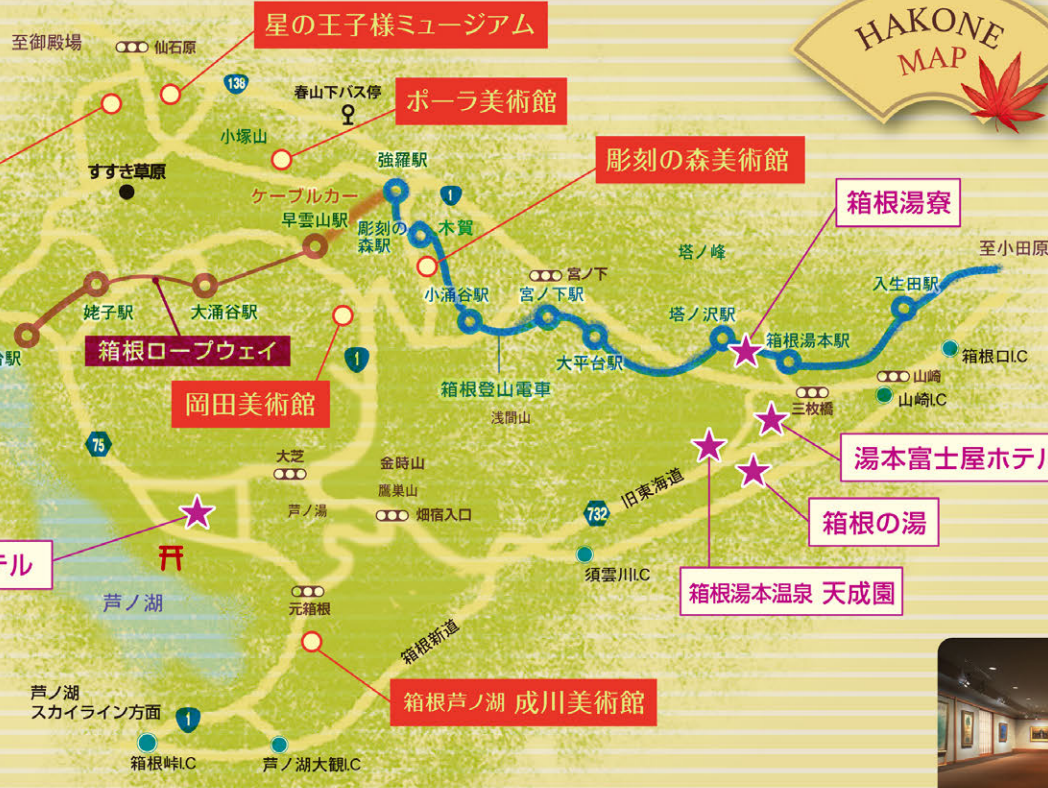 HAKONE
MAP
星の王子様ミュージアム
至御殿場
仙石原
138
春山下バス停
ポーラ美術館
小塚山
強羅駅
彫刻の森美術館
すすき草原
ケーブルカー
1
箱根湯寮
早雲山駅
彫刻の
森駅
木賀
塔ノ峰
至小田原
宮ノ下
入生田駅
姥子駅
大涌谷駅
小涌谷駅
宮ノ下駅
塔ノ沢駅
箱根湯本駅
台駅
箱根ロープウェイ
1
大平台駅
箱根口I.C
箱根登山電車
山崎
岡田美術館
浅間山
三枚橋
山崎I.C
75
大芝
金時山
湯本富士屋ホテル
鷹巣山
旧東海道
芦ノ湯
畑宿入口
732
箱根の湯
テル
須雲川I.C
箱根湯本温泉 天成園
芦ノ湖
元箱根
箱根新道
芦ノ湖
スカイライン方面
1
箱根芦ノ湖 成川美術館
箱根峠I.C
芦ノ湖大観I.C